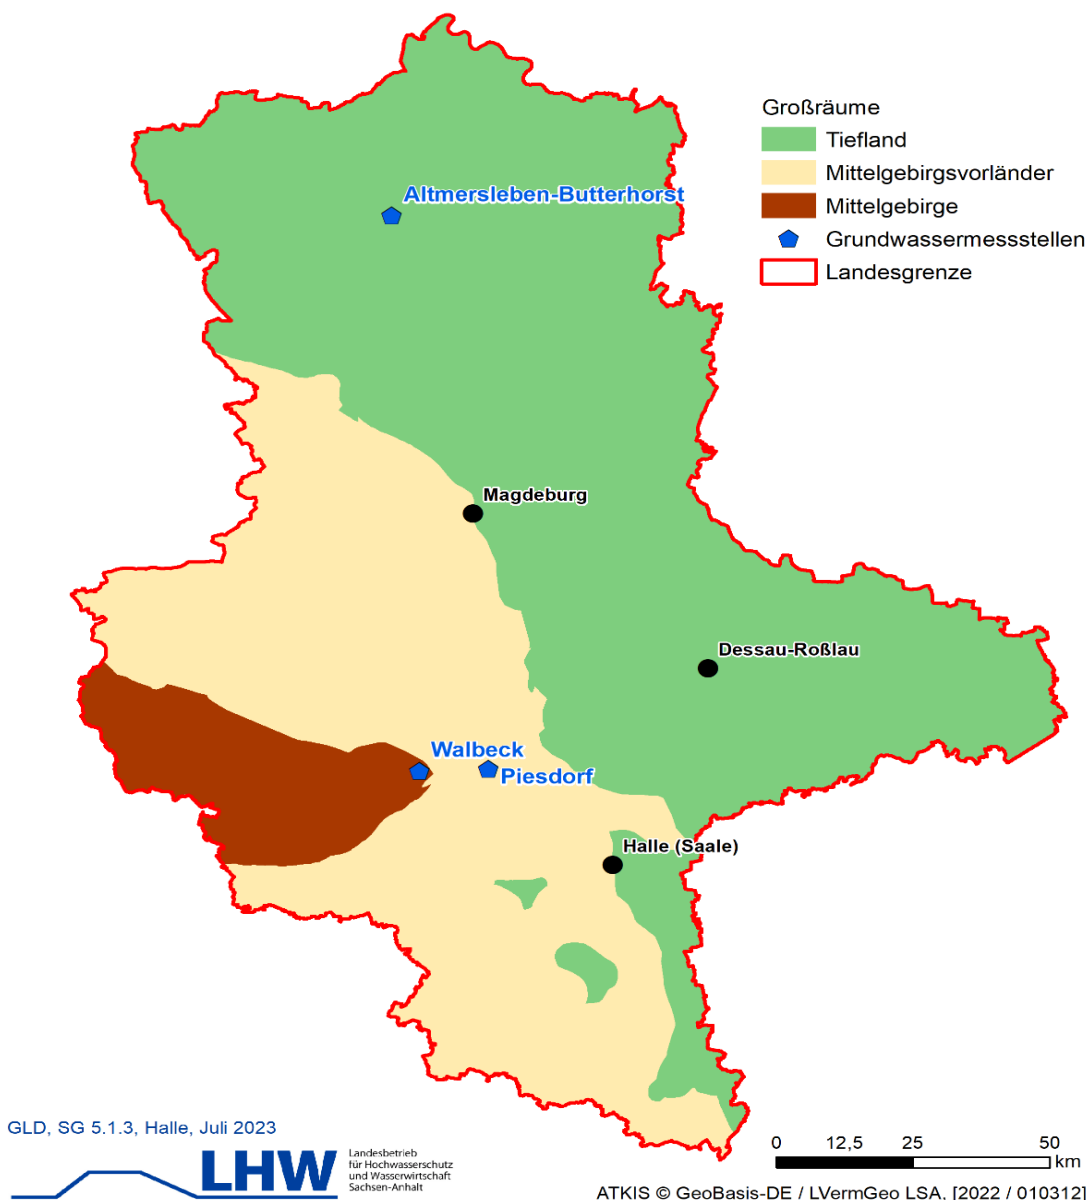 Großräume
Tiefland
Mittelgebirgsvorländer
Mittelgebirge
Grundwassermessstellen
Landesgrenze
Altmersleben-Butterhorst
Magdeburg
Dessau-Roßlau
Walbeck
Piesdorf
Halle (Saale)
GLD, SG 5.1.3, Halle, Juli 2023
LHW
Landesbetrieb
für Hochwasserschutz
und Wasserwirtschaft
Sachsen-Anhalt
0 12,5 25 50
km
ATKIS © GeoBasis-DE / LVermGeo LSA, [2022 / 010312]